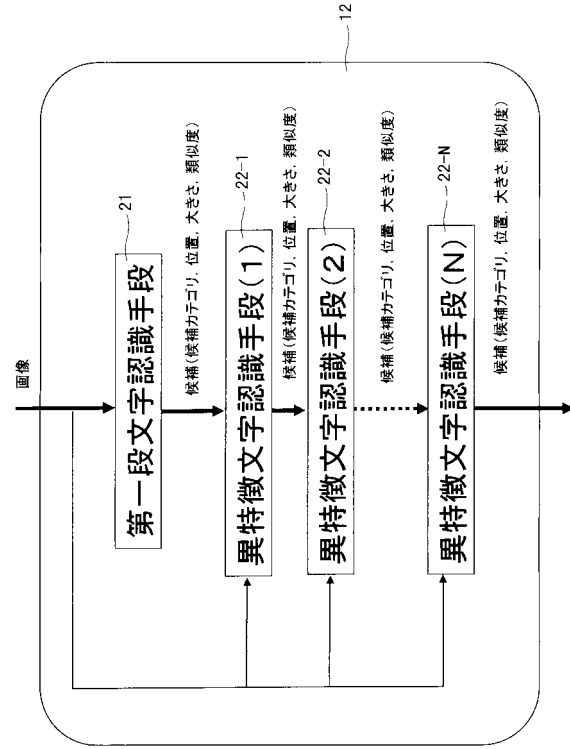 画像
12
21
第一段文字認識手段
候補(候補カテゴリ, 位置, 大きさ, 類似度)
22-1
異特徴文字認識手段(1)
候補(候補カテゴリ, 位置, 大きさ, 類似度)
22-2
異特徴文字認識手段(2)
候補(候補カテゴリ, 位置, 大きさ, 類似度)
22-N
異特徴文字認識手段(N)
候補(候補カテゴリ, 位置, 大きさ, 類似度)